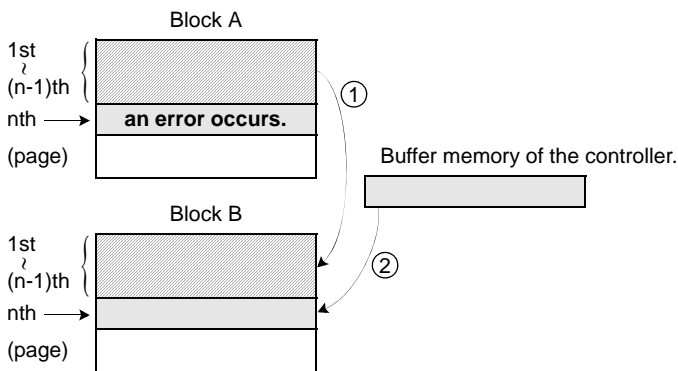 Block A
1st
~
(n-1)th
nth
an error occurs.
(page)
①
Buffer memory of the controller.
Block B
1st
~
(n-1)th
②
nth
(page)